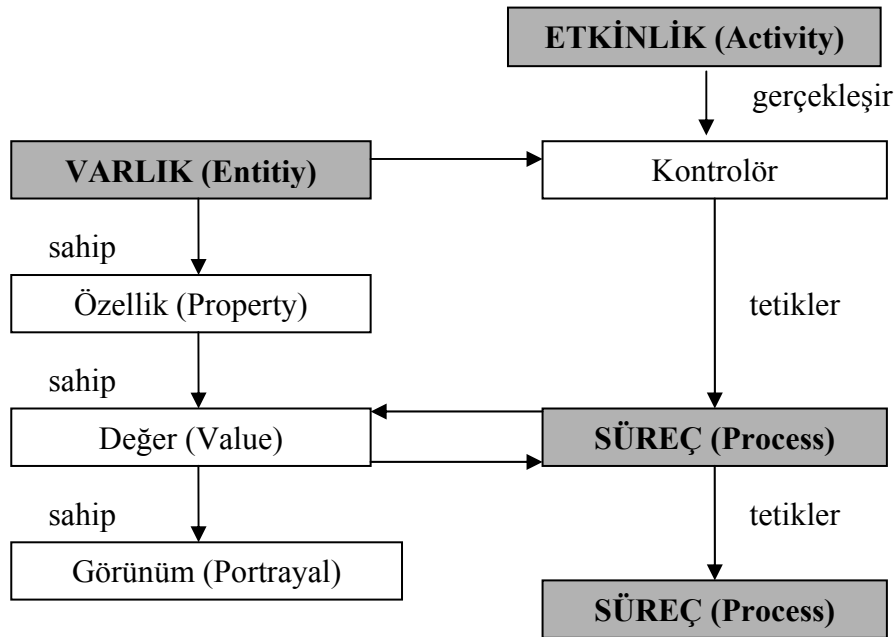 ETKİNLİK (Activity)
gerçekleşir
VARLIK (Entitiy)
Kontrolör
sahip
Özellik (Property)
tetikler
sahip
Değer (Value)
SÜREÇ (Process)
sahip
tetikler
Görünüm (Portrayal)
SÜREÇ (Process)